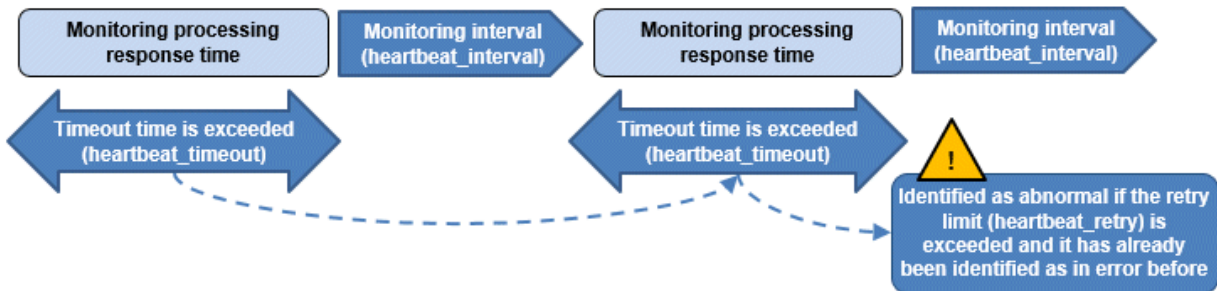 Monitoring processing
response time
Monitoring interval
(heartbeat_interval)
Monitoring processing
response time
Monitoring interval
(heartbeat_interval)
Timeout time is exceeded
(heartbeat_timeout)
Timeout time is exceeded
(heartbeat_timeout)
!
Identified as abnormal if the retry
limit (heartbeat_retry) is
exceeded and it has already
been identified as in error before